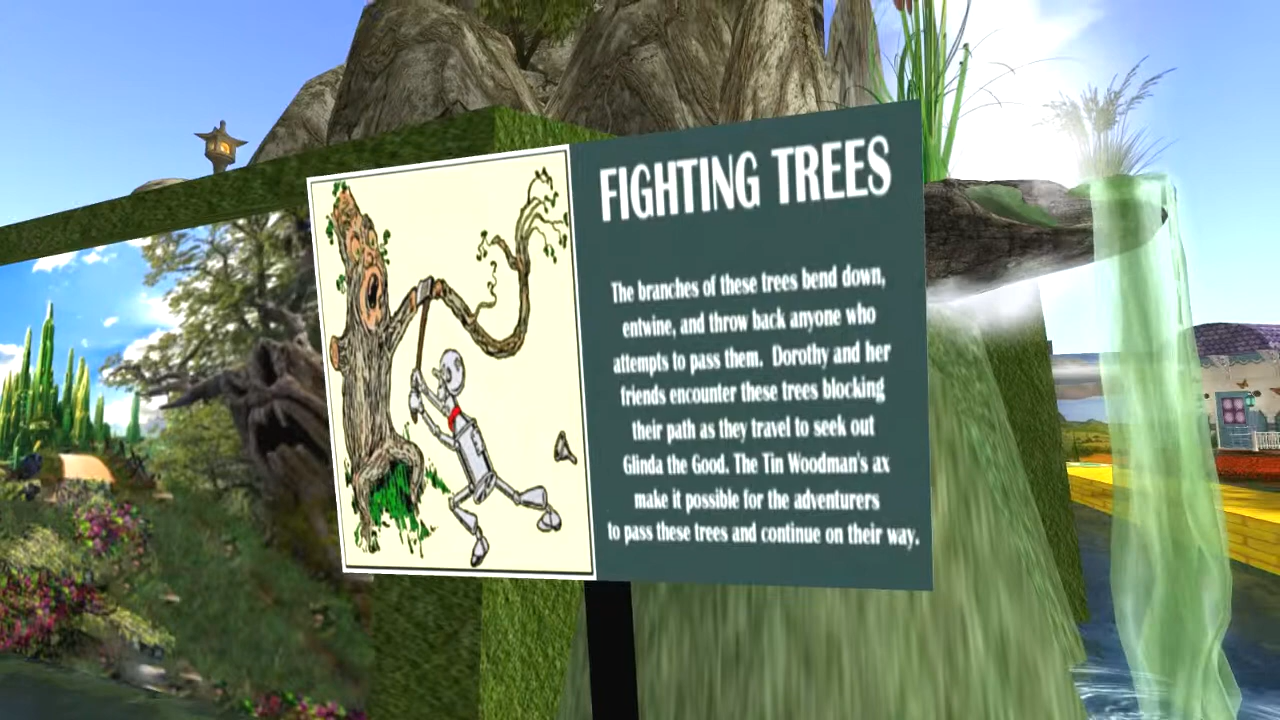 FIGHTING TREES
The branches of these trees bend down,
entwine, and throw back anyone who
attempts to pass them. Dorothy and her
friends encounter these trees blocking
their path as they travel to seek out
Glinda the Good. The Tin Woodman's ax
make it possible for the adventurers
to pass these trees and continue on their way.